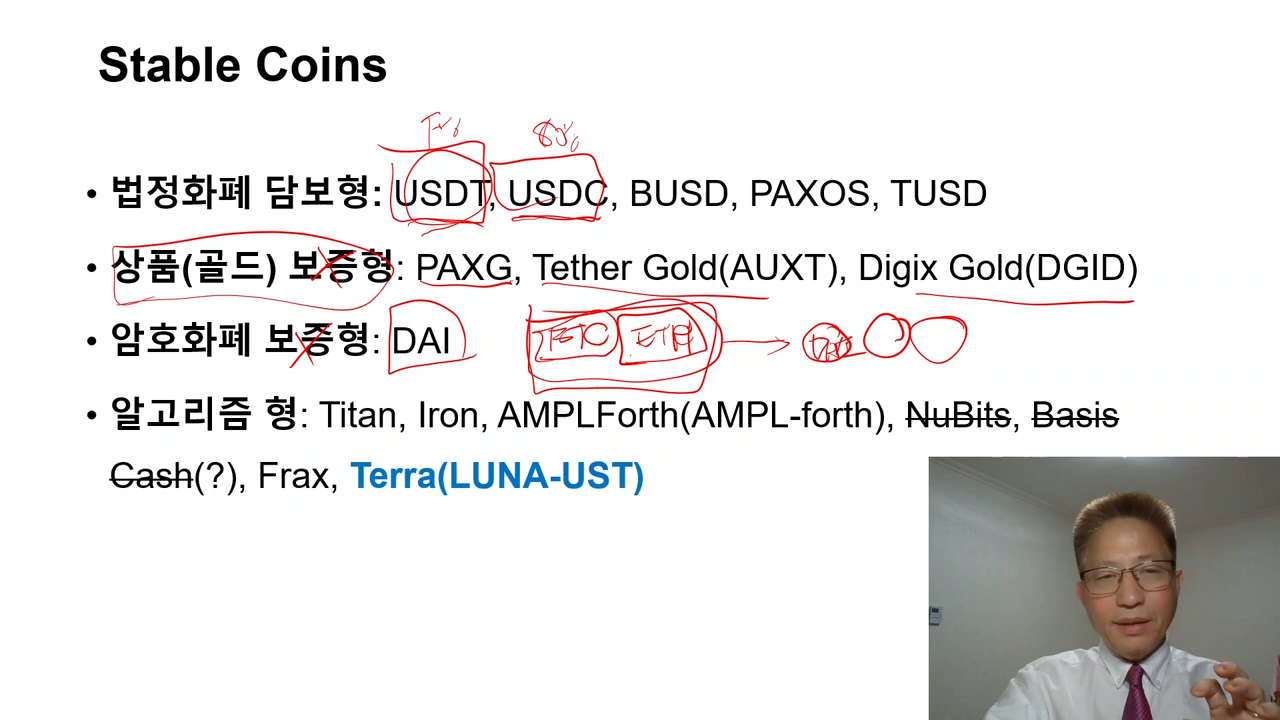 Stable Coins
• 법정화폐 담보형: USDT, USDC, BUSD, PAXOS, TUSD
• 상품(골드) 보증형: PAXG, Tether Gold(AUXT), Digix Gold(DGID)
• 암호화폐 보증형: DAI BTC ETH
• 알고리즘 형: Titan, Iron, AMPLForth(AMPL-forth), NuBits, Basis
Cash(?), Frax, Terra(LUNA-UST)